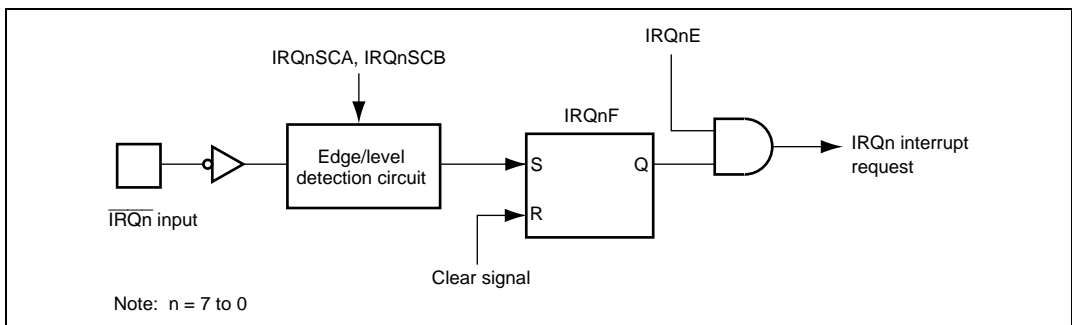 IRQnE
IRQnSCA, IRQnSCB
IRQnF
Edge/level
detection circuit
S
Q
R
IRQn interrupt
request
IRQn input
Clear signal
Note: n = 7 to 0